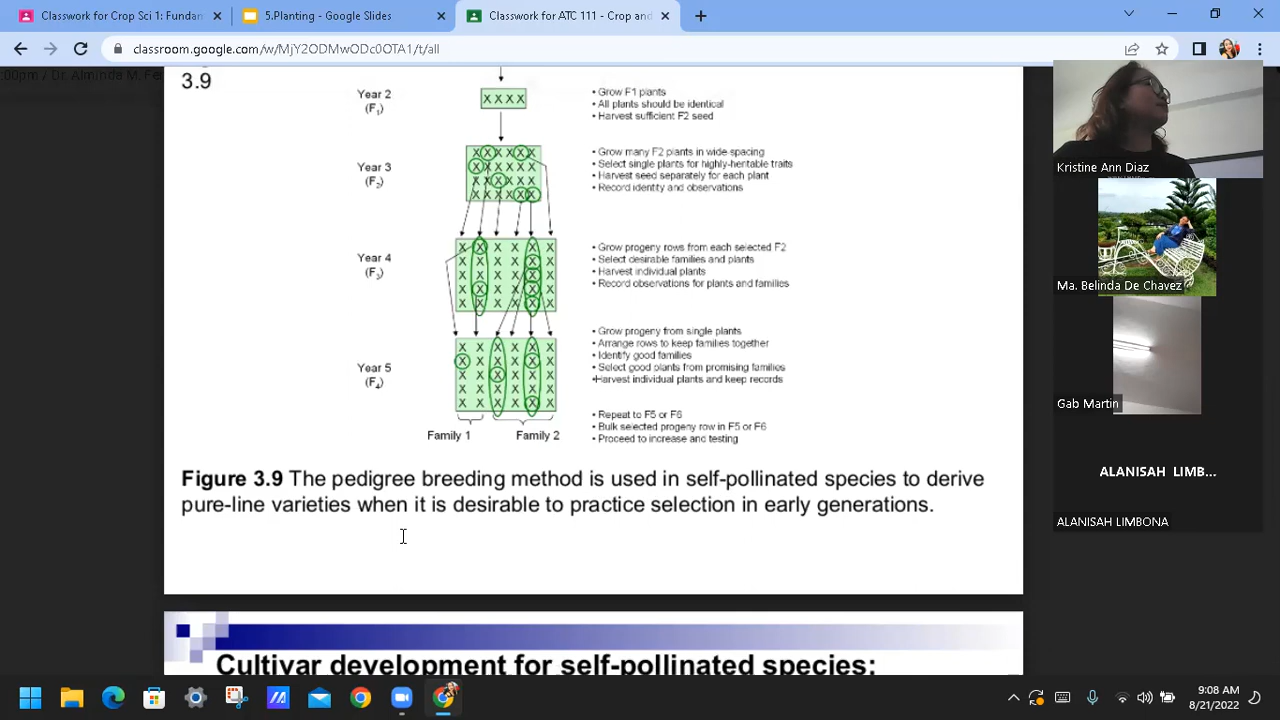 5.Planting - Google Slides
Classwork for ATC 111 - Crop and
classroom.google.com/w/MjY2ODMwODc0OTA1/t/all
3.9
Year 2
(F1)
X X X X
• Grow F1 plants
• All plants should be identical
• Harvest sufficient F2 seed
Year 3
(F2)
• Grow many F2 plants in wide-spacing
• Select single plants for highly-heritable traits
• Harvest seed separately for each plant
• Record identity and observations
Year 4
(F3)
• Grow progeny rows from each selected F2
• Select desirable families and plants
• Harvest individual plants
• Record observations for plants and families
Year 5
(F4)
• Grow progeny from single plants
• Arrange rows to keep families together
• Identify good families
• Select good plants from promising families
•Harvest individual plants and keep records
• Repeat to F5 or F6
• Bulk selected progeny row in F5 or F6
• Proceed to increase and testing
Family 1
Family 2
Figure 3.9 The pedigree breeding method is used in self-pollinated species to derive
pure-line varieties when it is desirable to practice selection in early generations.
Cultivar development for self-pollinated species:
Kristine Ann Diaz
Ma. Belinda De Chavez
Gab Martin
ALANISAH LIMB...
ALANISAH LIMBONA
9:08 AM
8/21/2022